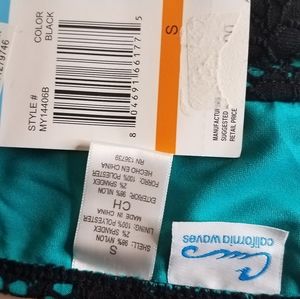 279746
COLOR
BLACK
STYLE #
MY14406B
8 04691 66177 5
S
MANUFACTU
SUGGESTED
RETAIL PRICE
S
SHELL: 98% NYLON
2% SPANDEX
LINING: 100% POLYESTER
MADE IN CHINA
CH
EXTERIOR: 98% NILON
2% SPANDEX
FORRO: 100% POLIESTER
HECHO EN CHINA
RN 136739
california waves